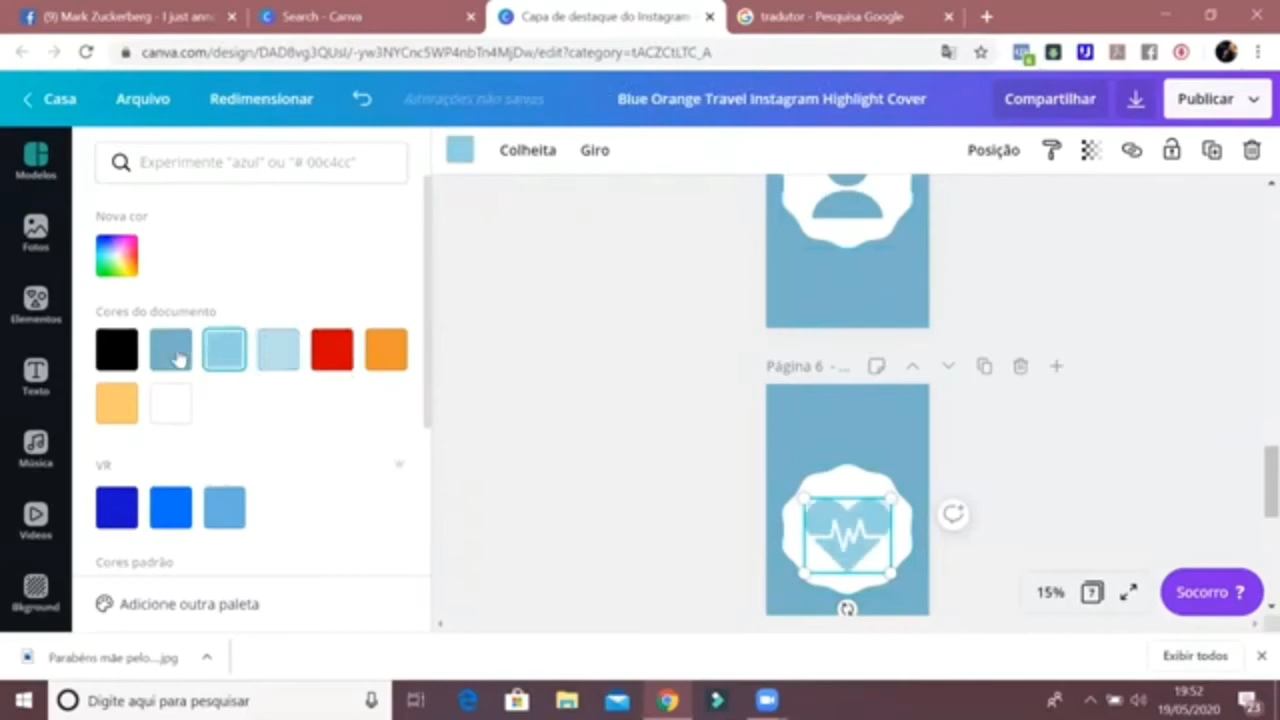 (9) Mark Zuckerberg - I just anno
Search - Canva
Capa de destaque do Instagram
tradutor - Pesquisa Google
canva.com/design/DAD8vg3QUsI/-yw3NYCnc5WP4nbTn4MjDw/edit?category=tACZCtLTC_A
Casa
Arquivo
Redimensionar
Alterações não salvas
Blue Orange Travel Instagram Highlight Cover
Compartilhar
Publicar
Modelos
Fotos
Elementos
Texto
Música
Videos
Bkground
Experimente "azul" ou "# 00c4cc"
Colheita
Giro
Posição
Nova cor
Cores do documento
VR
Cores padrão
Adicione outra paleta
Página 6 - ...
15%
?
Socorro ?
Parabéns mãe pelo....jpg
Exibir todos
Digite aqui para pesquisar
19:52
19/05/2020
23